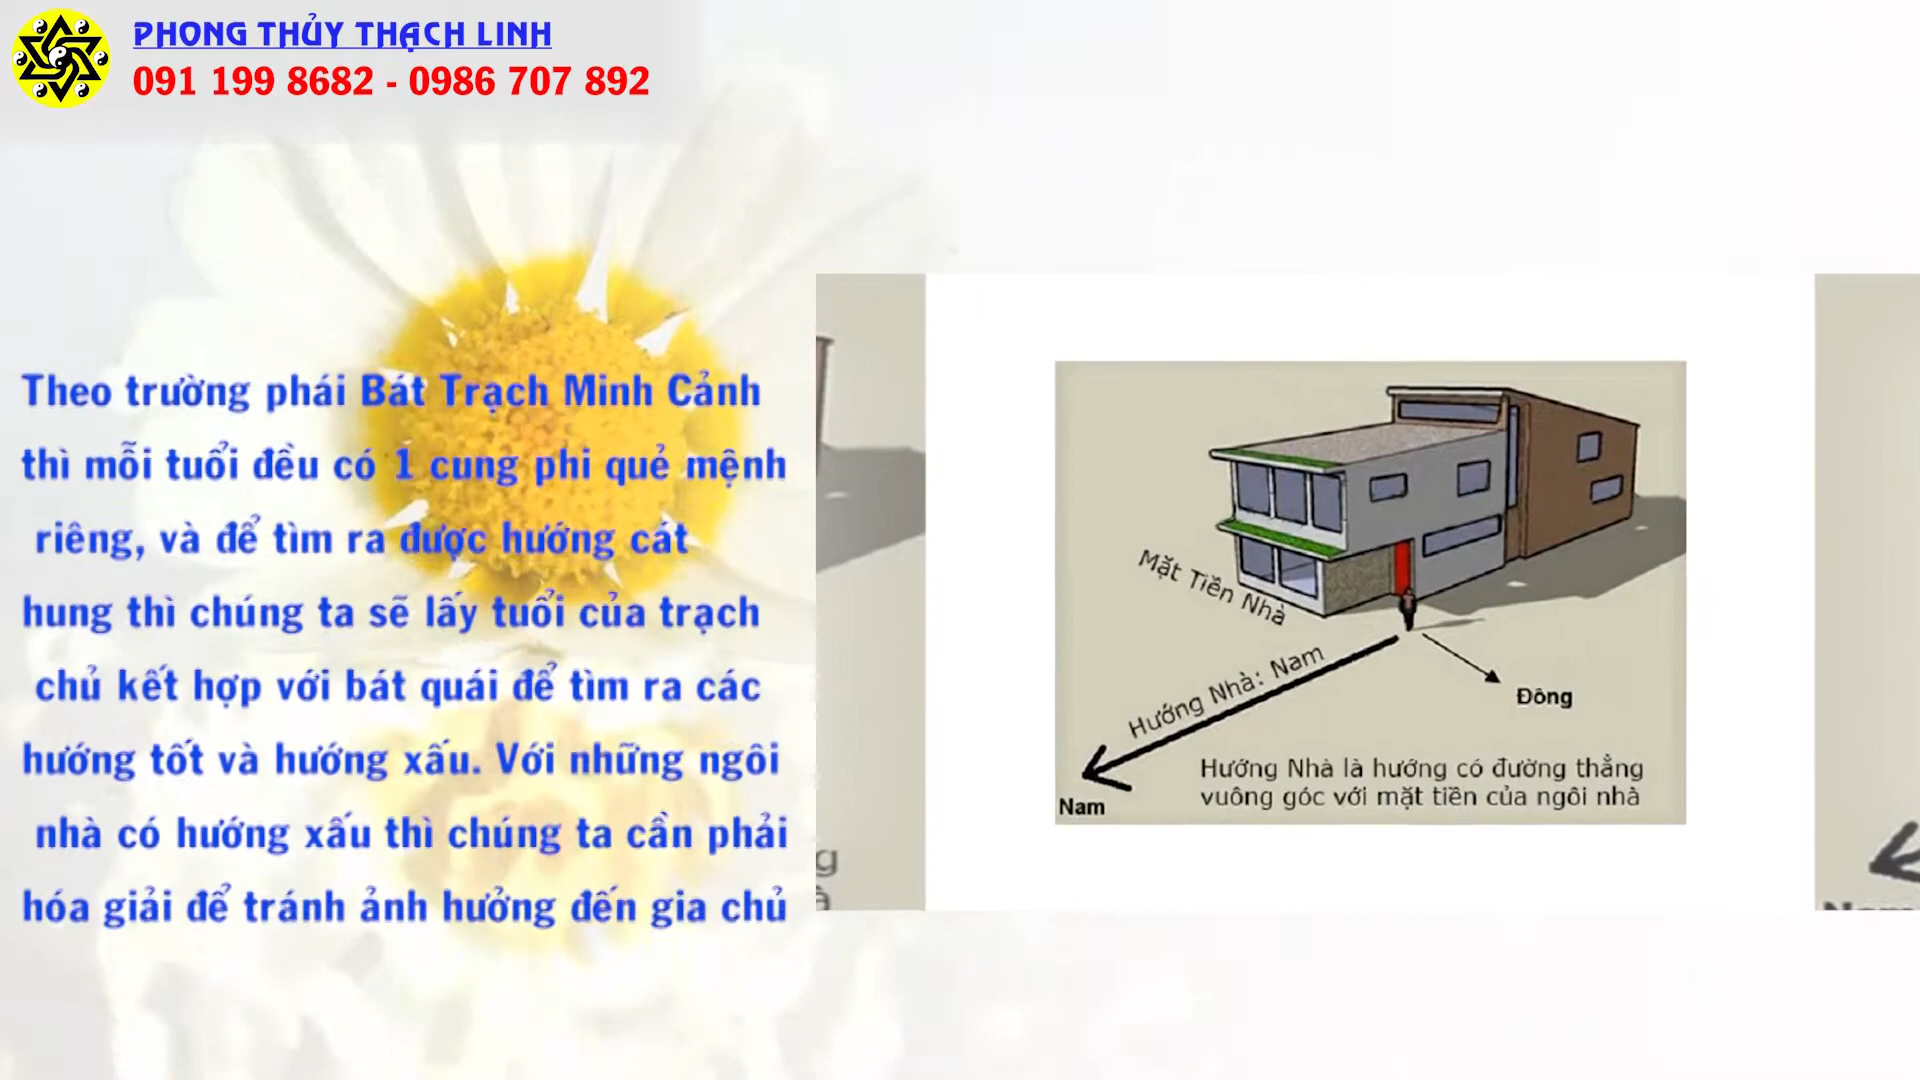 PHONG THỦY THẠCH LINH
091 199 8682 - 0986 707 892
Theo trường phái Bát Trạch Minh Cảnh
thì mỗi tuổi đều có 1 cung phi quẻ mệnh
riêng, và để tìm ra được hướng cát
hung thì chúng ta sẽ lấy tuổi của trạch
chủ kết hợp với bát quái để tìm ra các
hướng tốt và hướng xấu. Với những ngôi
nhà có hướng xấu thì chúng ta cần phải
hóa giải để tránh ảnh hưởng đến gia chủ
Mặt Tiền Nhà
Hướng Nhà: Nam
Đông
Hướng Nhà là hướng có đường thẳng
vuông góc với mặt tiền của ngôi nhà
Nam